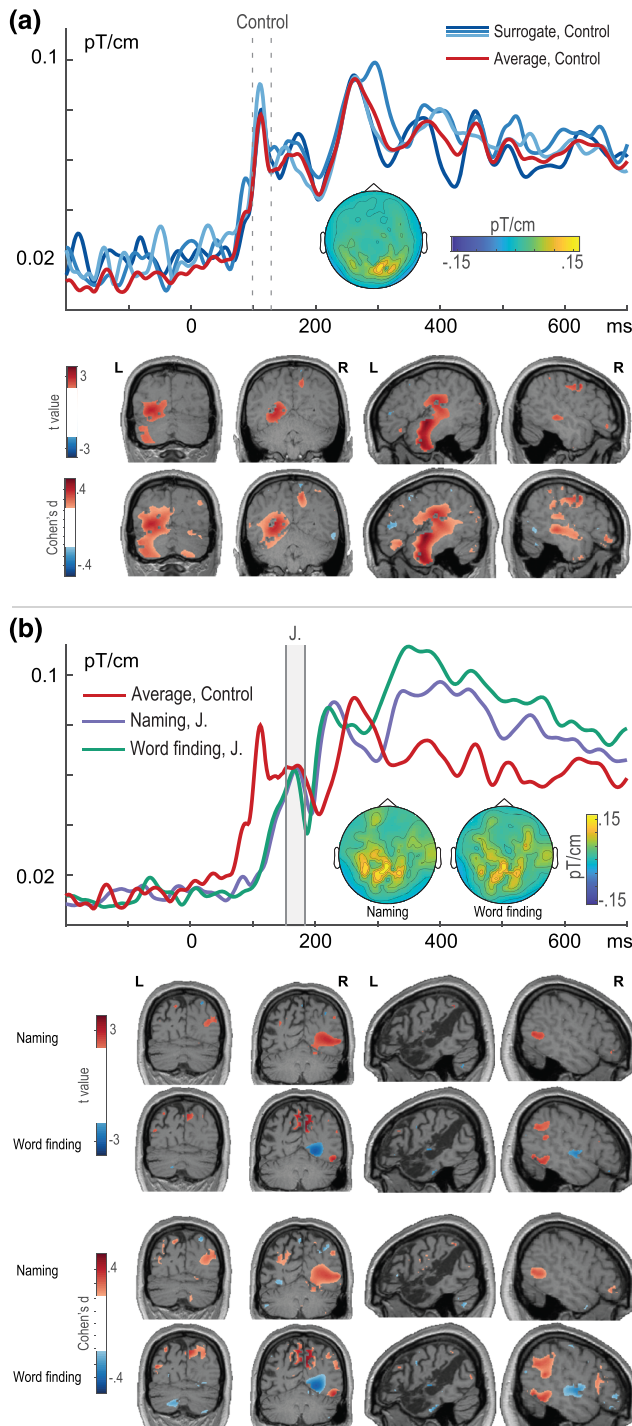 (a)
pT/cm
Control
Surrogate, Control
Average, Control
0.1
0.02
pT/cm
-.15
.15
0
200
400
600
ms
L
R
L
R
t value
3
-3
Cohen's d
.4
-.4
(b)
J.
pT/cm
0.1
Average, Control
Naming, J.
Word finding, J.
0.02
Naming
Word finding
pT/cm
.15
-.15
0
200
400
600
ms
L
R
L
R
Naming
Word finding
t value
3
-3
Naming
Word finding
Cohen's d
.4
-.4